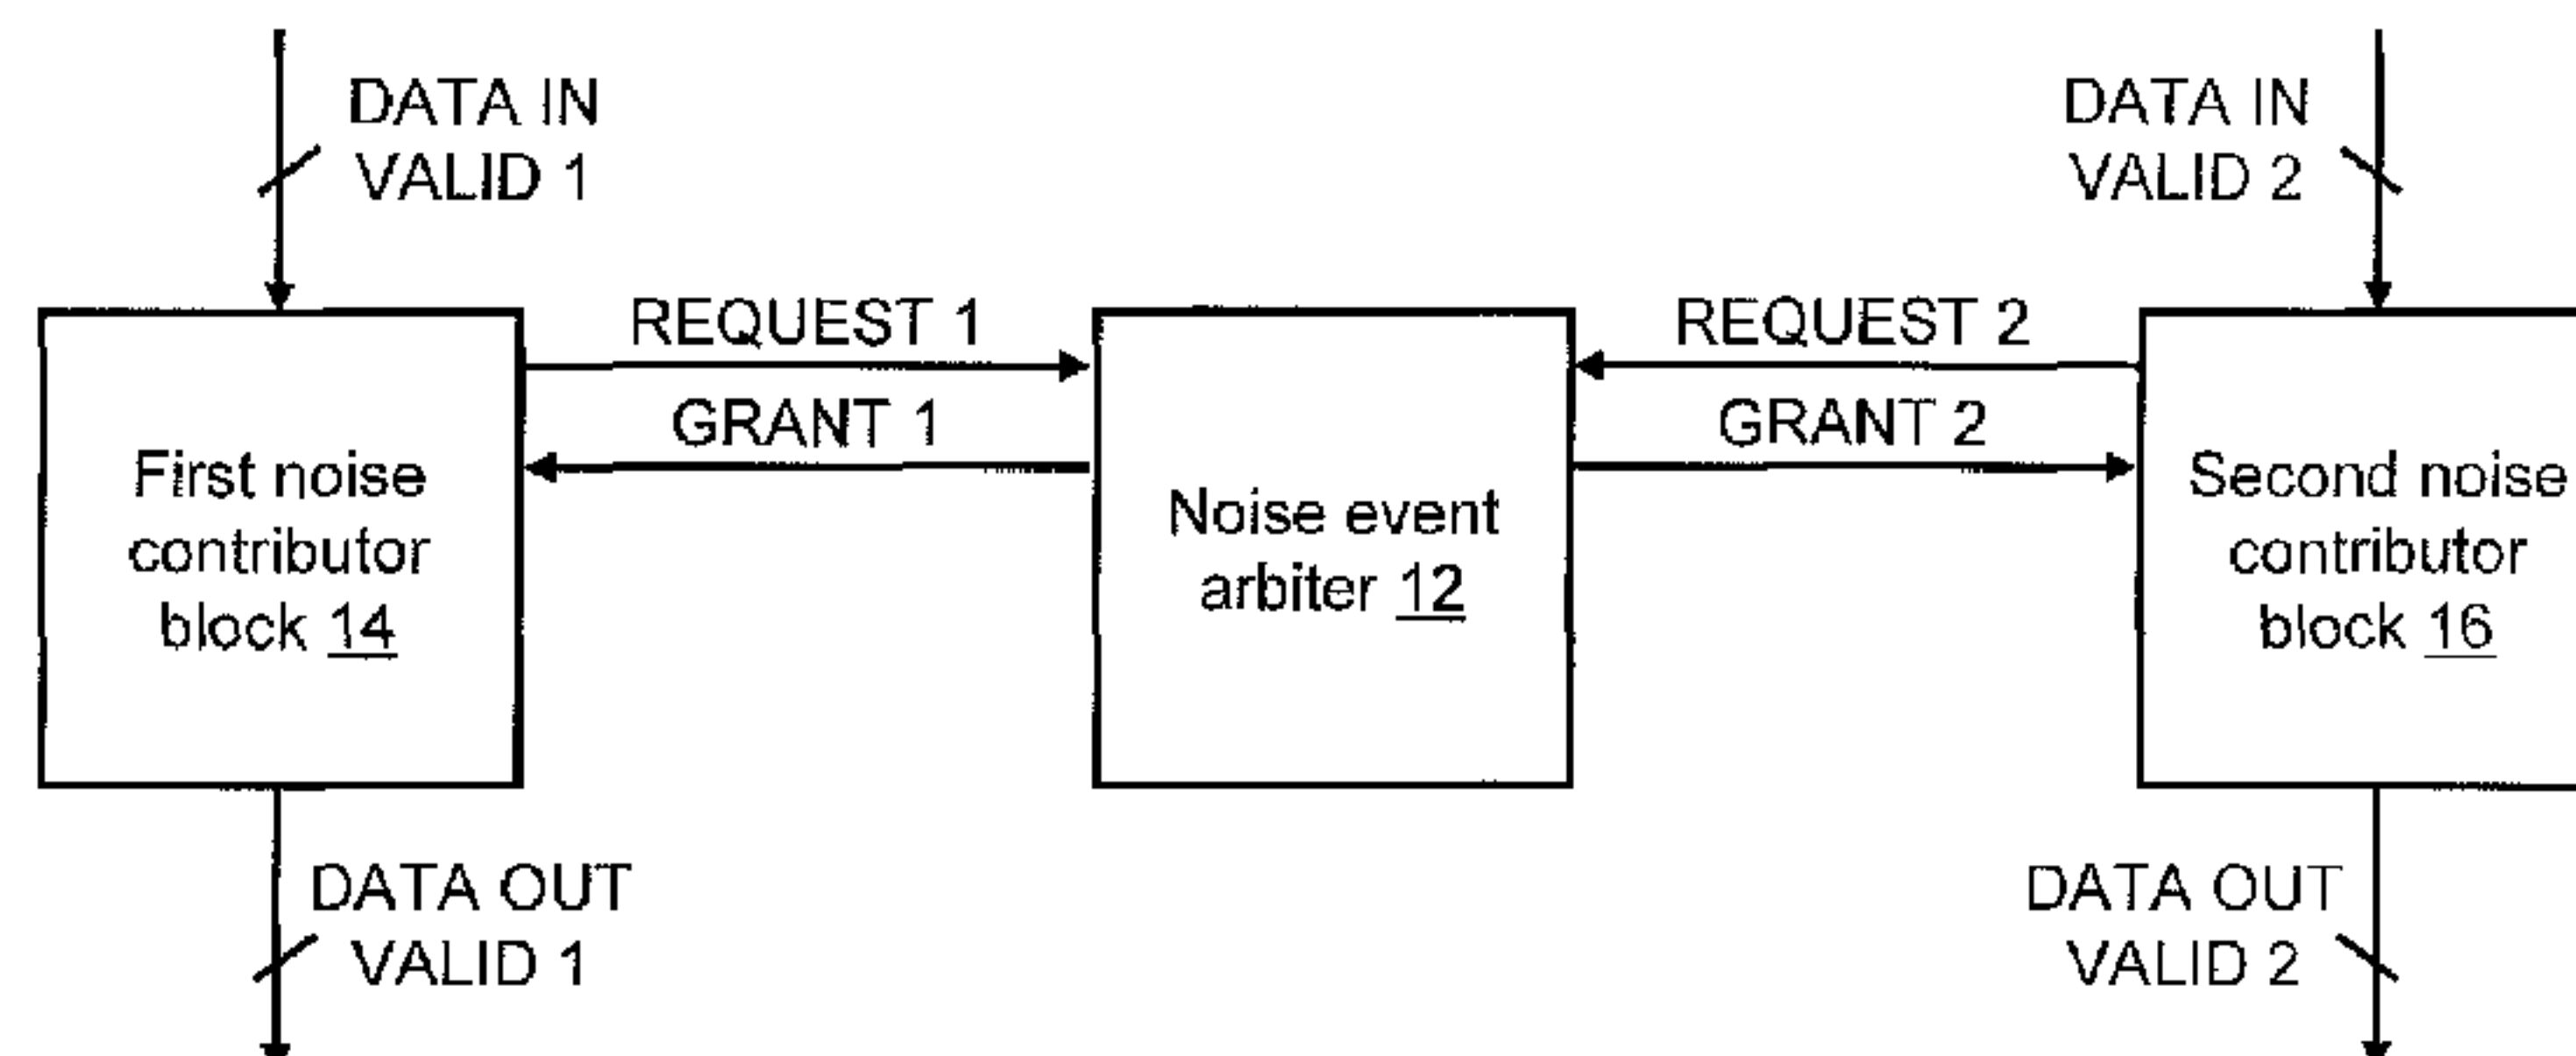 DATA IN
VALID 1
DATA IN
VALID 2
REQUEST 1
GRANT 1
REQUEST 2
GRANT 2
First noise
contributor
block 14
Noise event
arbiter 12
Second noise
contributor
block 16
DATA OUT
VALID 1
DATA OUT
VALID 2